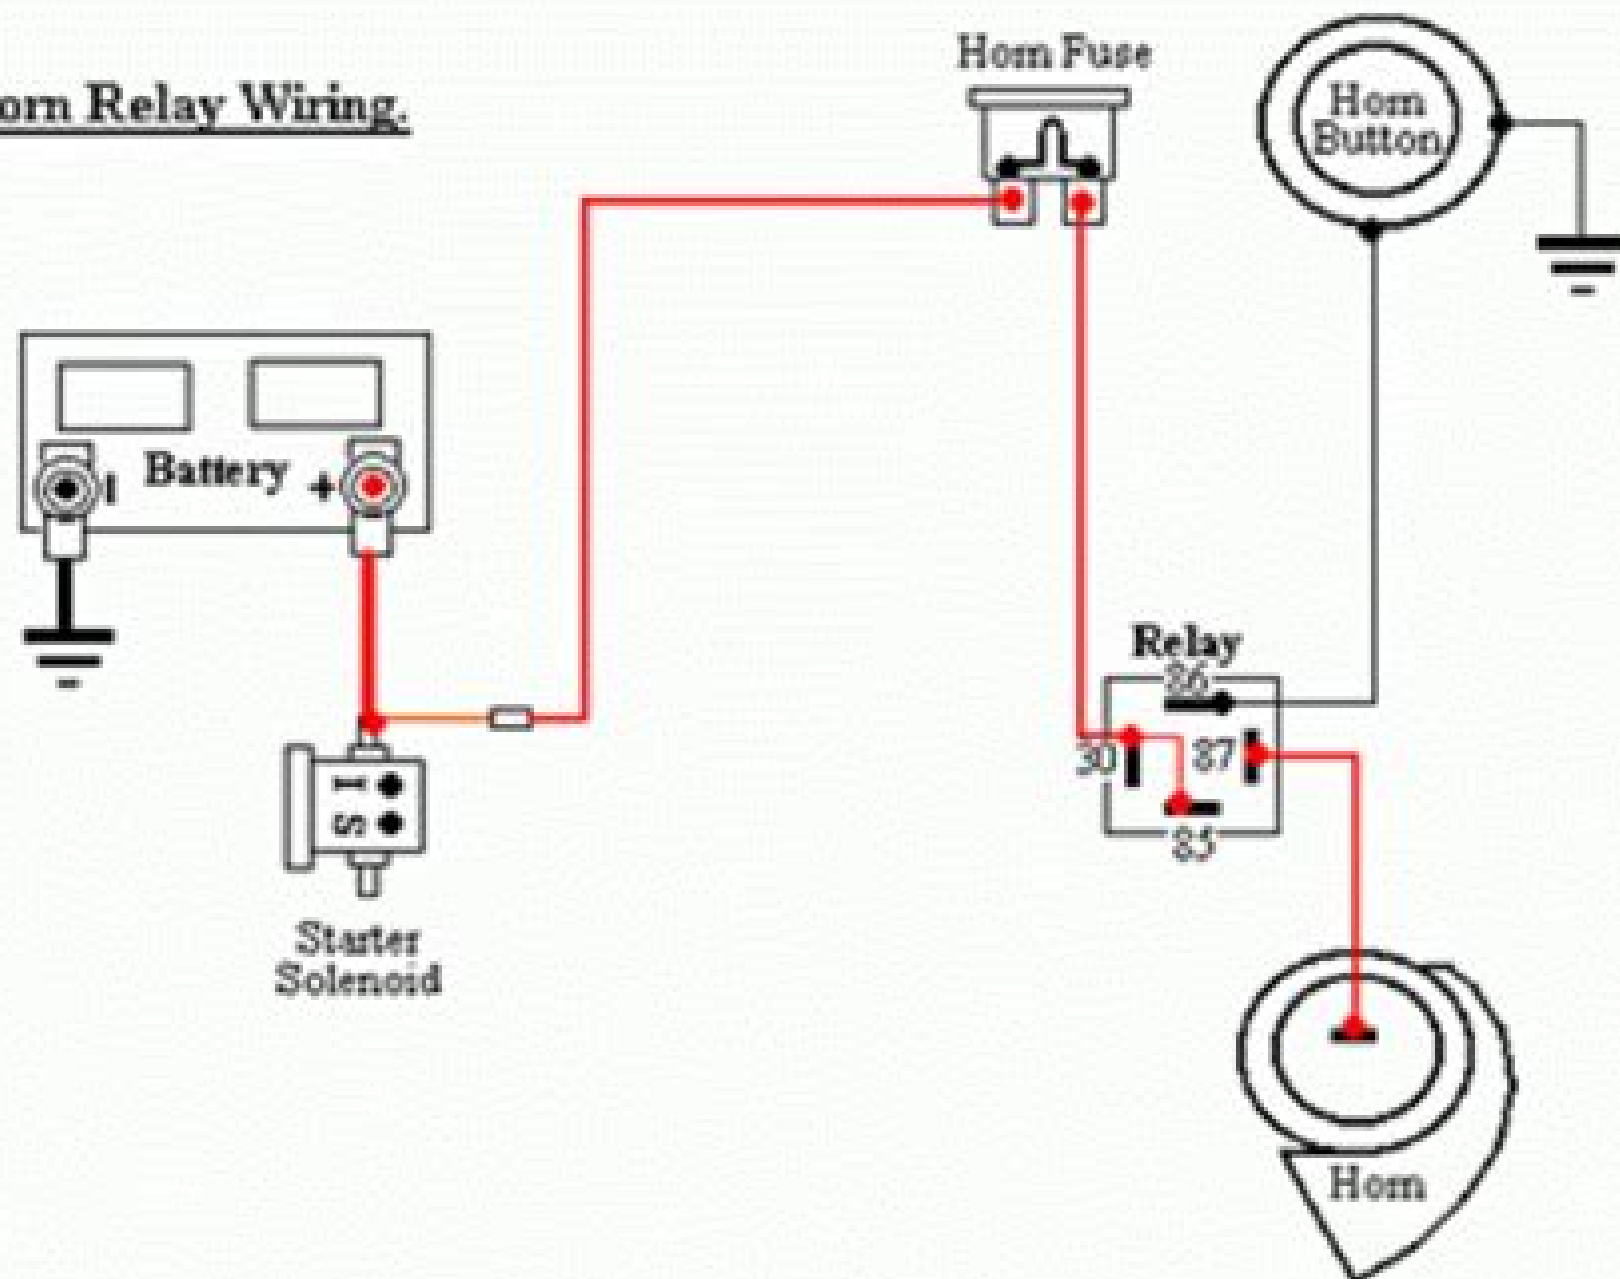 orn Relay Wiring.
Horn Fuse
Horn
Button
Battery
-
+
Relay
86
30
87
85
I
S
Starter
Solenoid
Horn